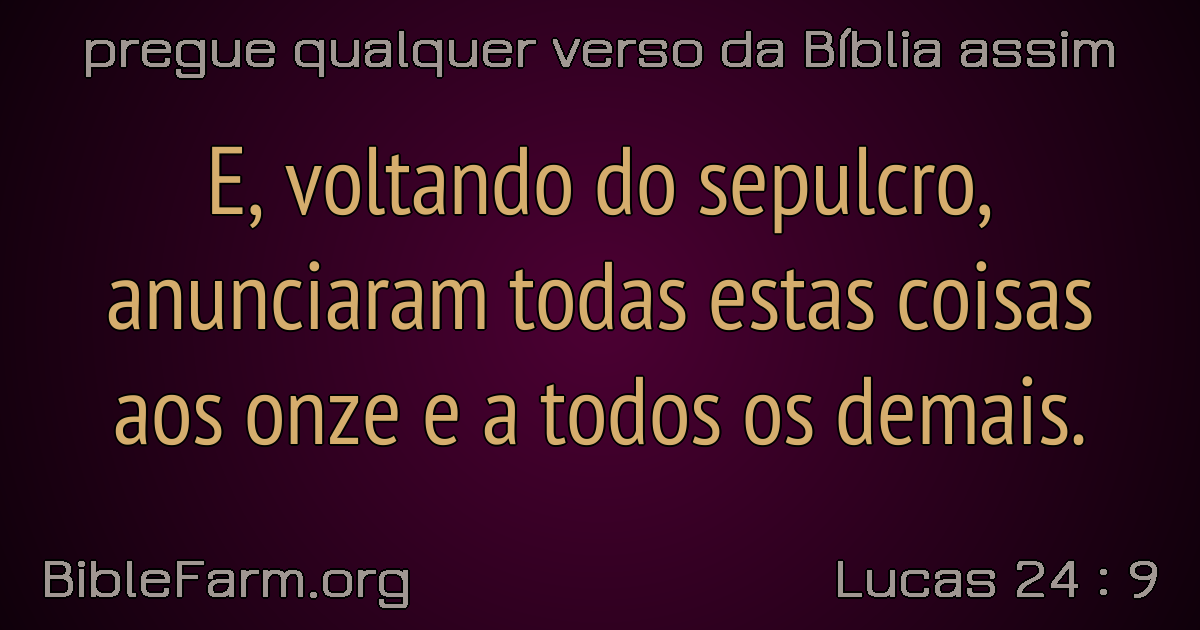 pregue qualquer verso da Bíblia assim
E, voltando do sepulcro,
anunciaram todas estas coisas
aos onze e a todos os demais.
BibleFarm.org
Lucas 24 : 9